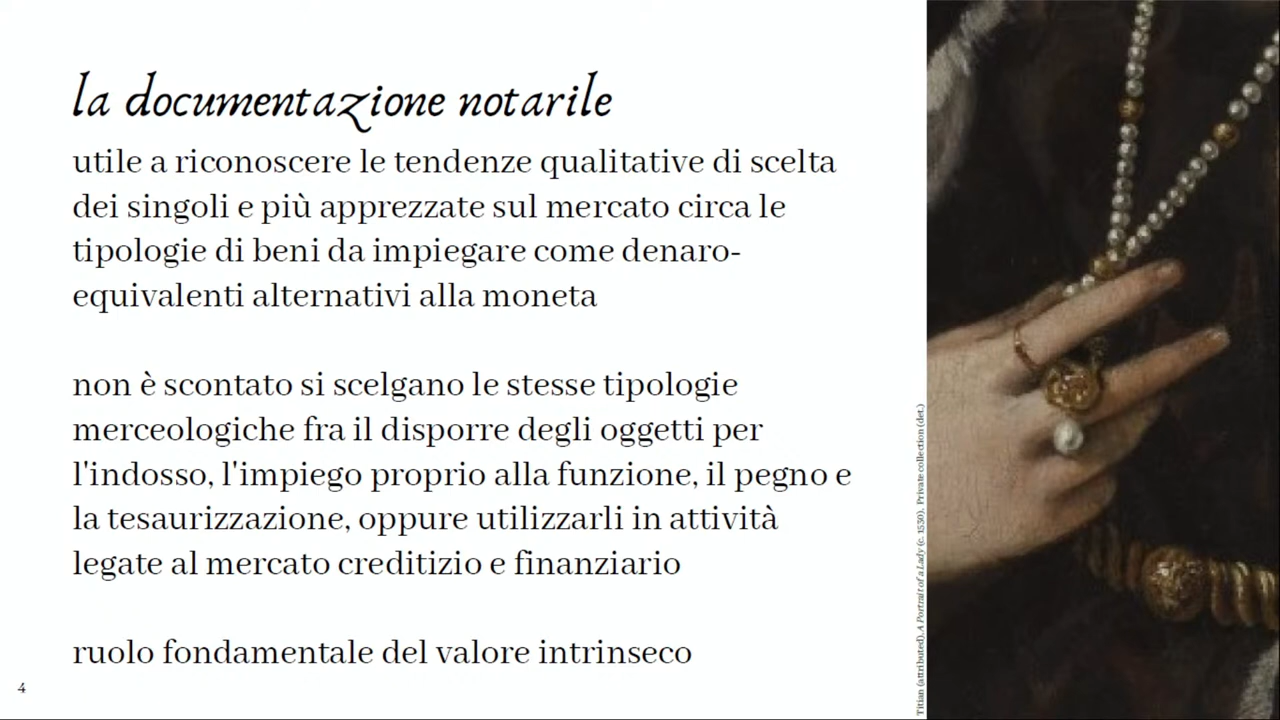 la documentazione notarile
utile a riconoscere le tendenze qualitative di scelta
dei singoli e più apprezzate sul mercato circa le
tipologie di beni da impiegare come denaro-
equivalenti alternativi alla moneta
non è scontato si scelgano le stesse tipologie
merceologiche fra il disporre degli oggetti per
l'indosso, l'impiego proprio alla funzione, il pegno e
la tesaurizzazione, oppure utilizzarli in attività
legate al mercato creditizio e finanziario
ruolo fondamentale del valore intrinseco
4
Titian (attributed), A Portrait of a Lady (c. 1530), Private collection (det.)